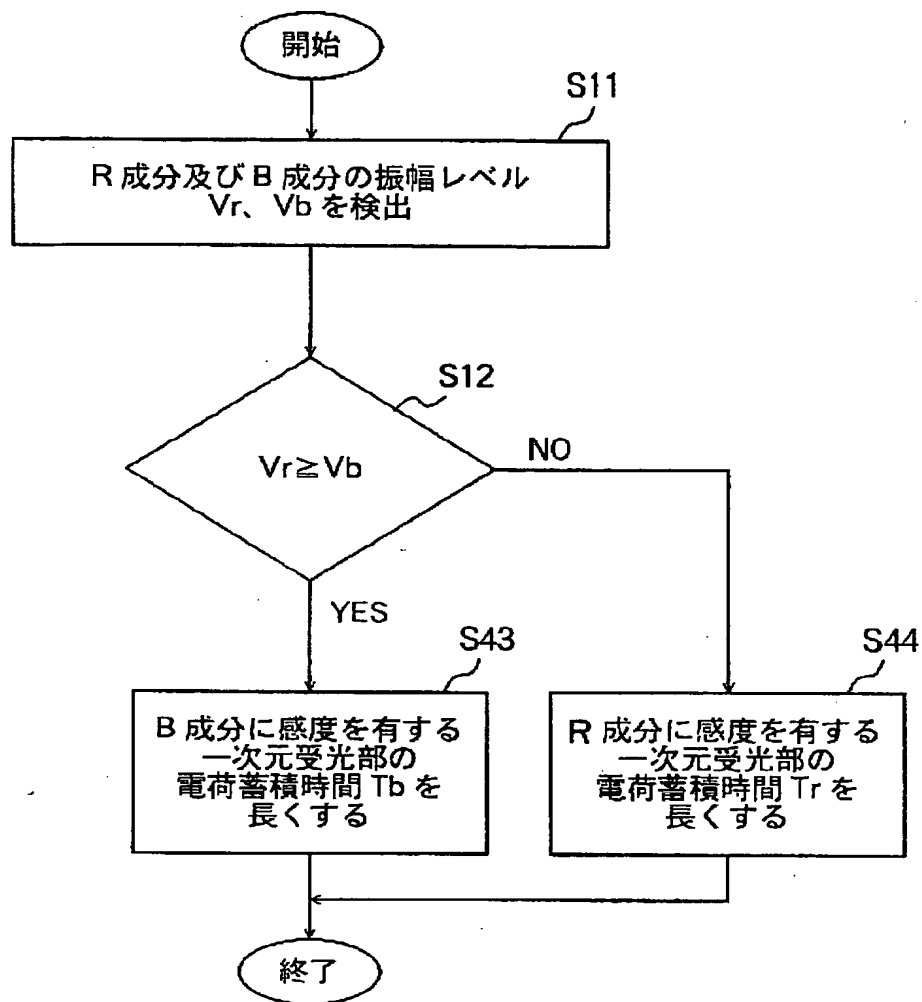 開始
S11
R 成分及び B 成分の振幅レベル
Vr、Vb を検出
S12
Vr≧Vb
NO
YES
S43
B 成分に感度を有する
一次元受光部の
電荷蓄積時間 Tb を
長くする
S44
R 成分に感度を有する
一次元受光部の
電荷蓄積時間 Tr を
長くする
終了